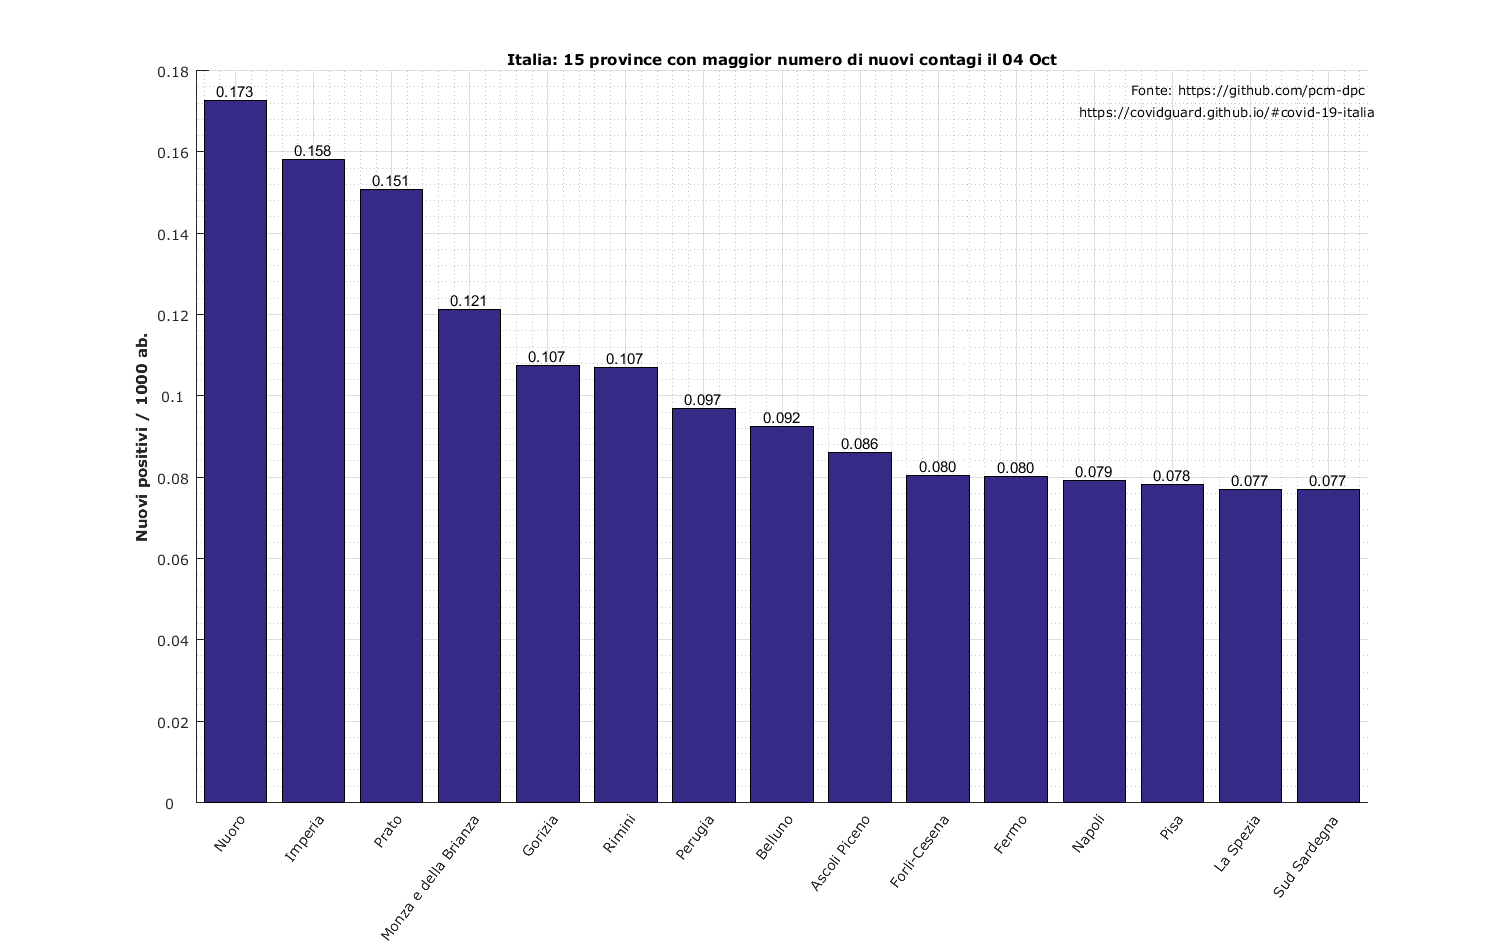 Italia: 15 province con maggior numero di nuovi contagi il 04 Oct
Fonte: https://github.com/pcm-dpc
https://covidguard.github.io/#covid-19-italia
Nuovi positivi / 1000 ab.
0.18
0.16
0.14
0.12
0.1
0.08
0.06
0.04
0.02
0
0.173
0.158
0.151
0.121
0.107
0.107
0.097
0.092
0.086
0.080
0.080
0.079
0.078
0.077
0.077
Nuoro
Imperia
Prato
Monza e della Brianza
Gorizia
Rimini
Perugia
Belluno
Ascoli Piceno
Forlì-Cesena
Fermo
Napoli
Pisa
La Spezia
Sud Sardegna